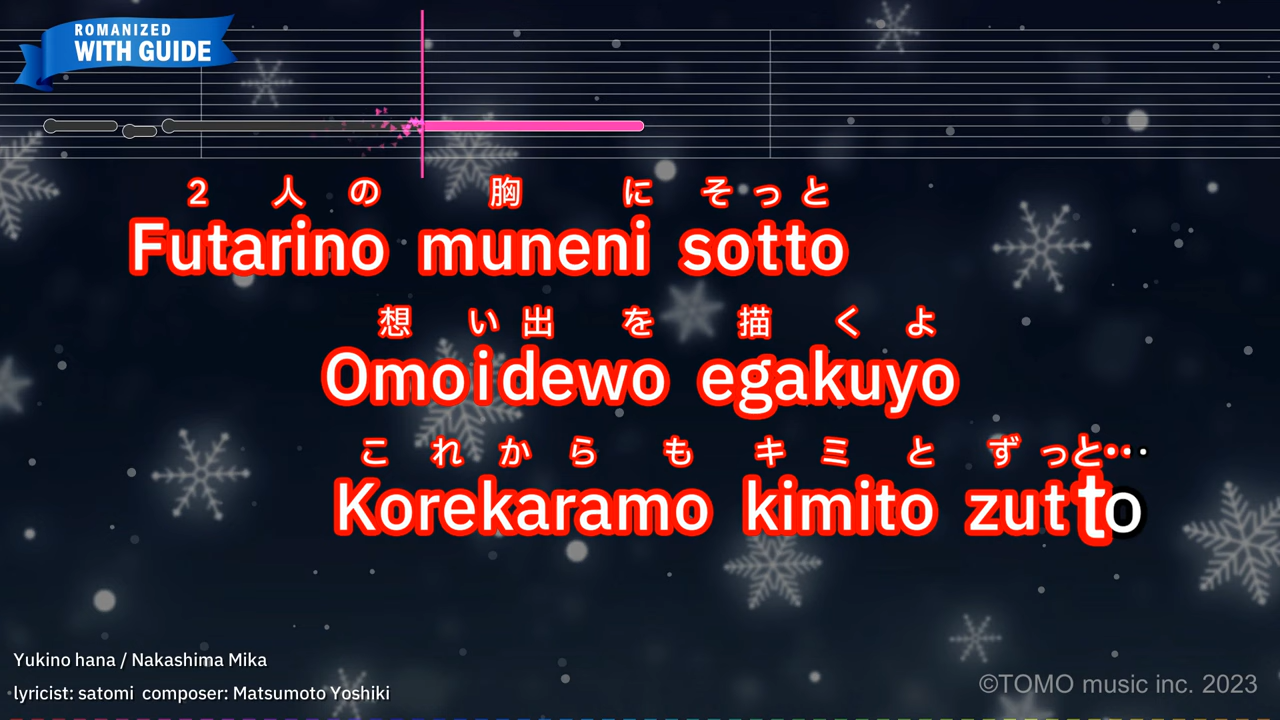 ROMANIZED
WITH GUIDE
2人の胸にそっと
Futarino muneni sotto
想い出を描くよ
Omoidewo egakuyo
これからもキミとずっと…
Korekaramo kimito zutto
Yukino hana / Nakashima Mika
lyricist: satomi composer: Matsumoto Yoshiki
©TOMO music inc. 2023